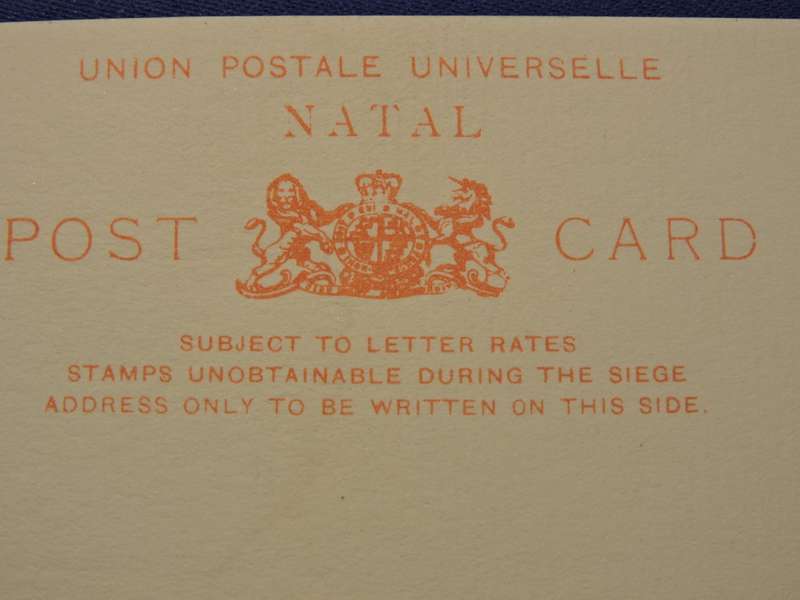 UNION POSTALE UNIVERSELLE
NATAL
POST CARD
SUBJECT TO LETTER RATES
STAMPS UNOBTAINABLE DURING THE SIEGE
ADDRESS ONLY TO BE WRITTEN ON THIS SIDE.